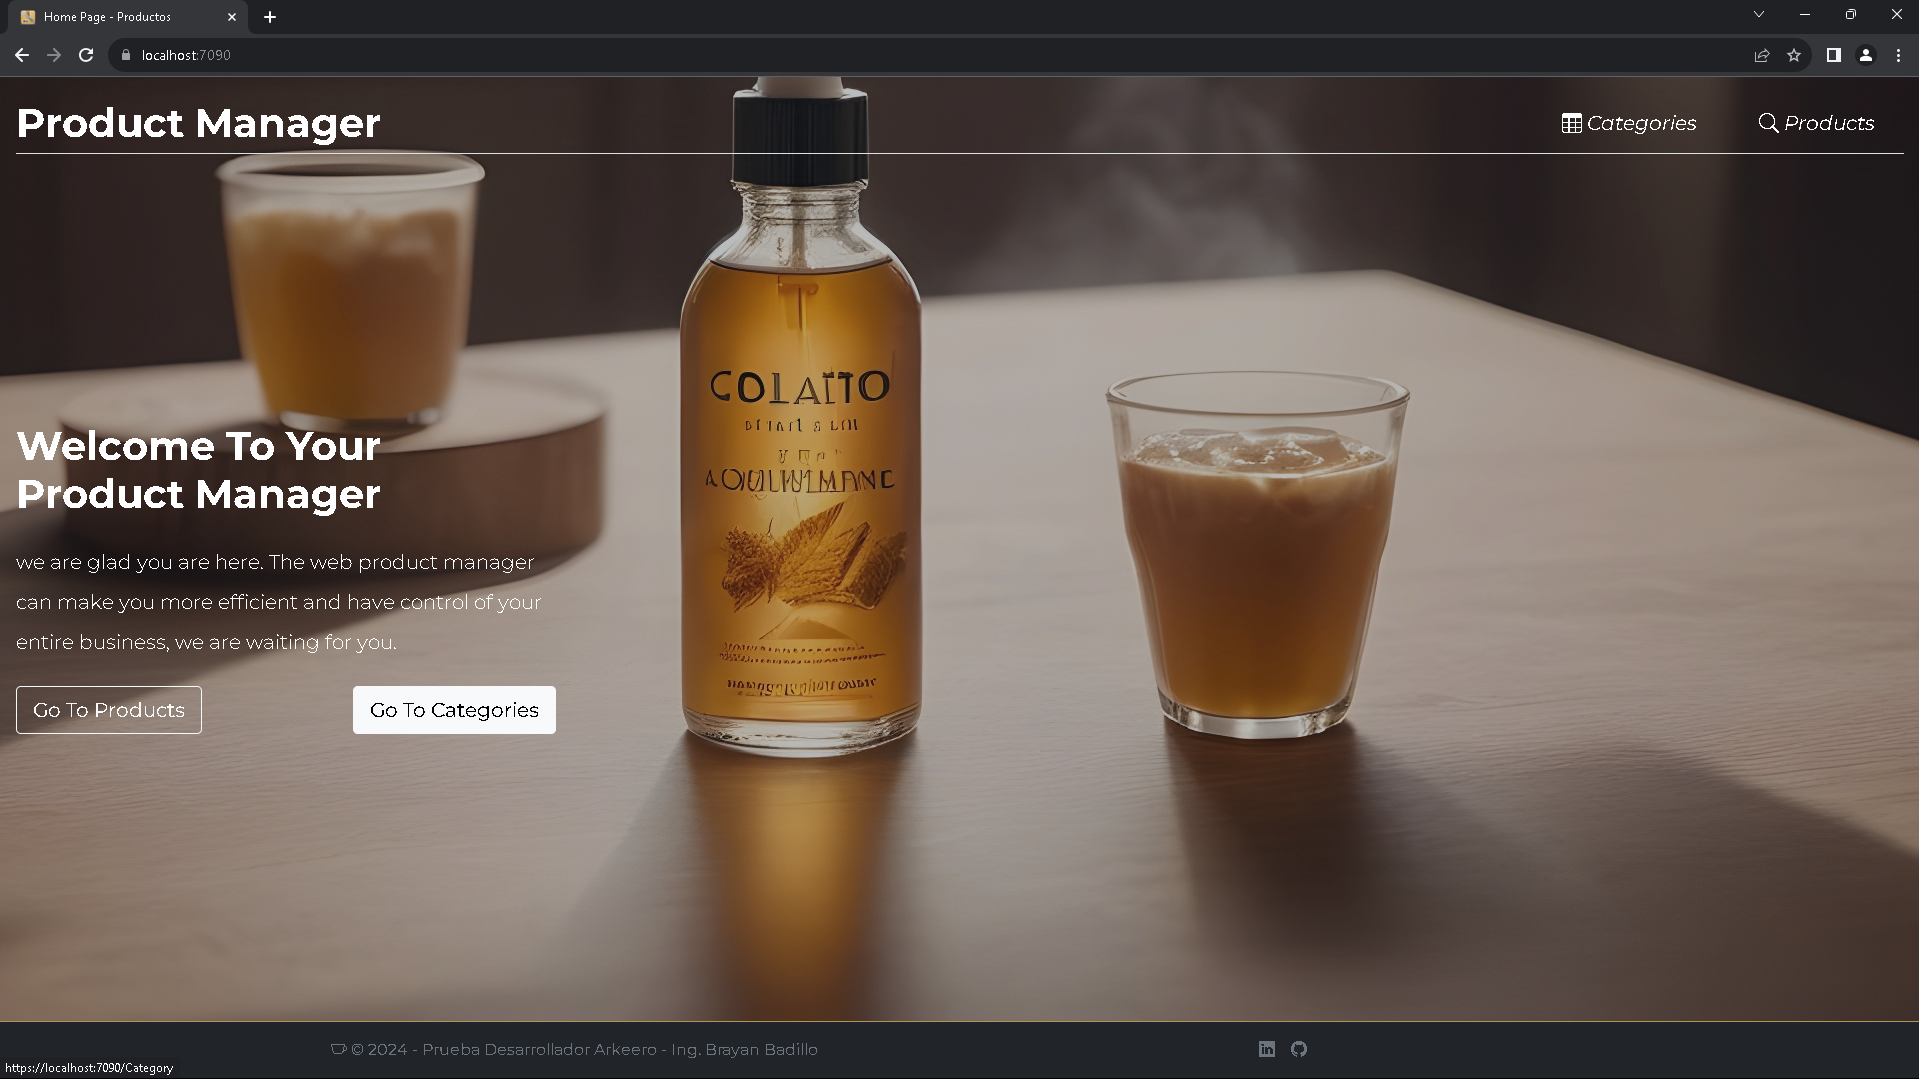 Home Page - Productos
localhost:7090
Product Manager
Categories
Products
COLAITO
Welcome To Your
Product Manager
we are glad you are here. The web product manager
can make you more efficient and have control of your
entire business, we are waiting for you.
Go To Products
Go To Categories
© 2024 - Prueba Desarrollador Arkeero - Ing. Brayan Badillo
https://localhost:7090/Category